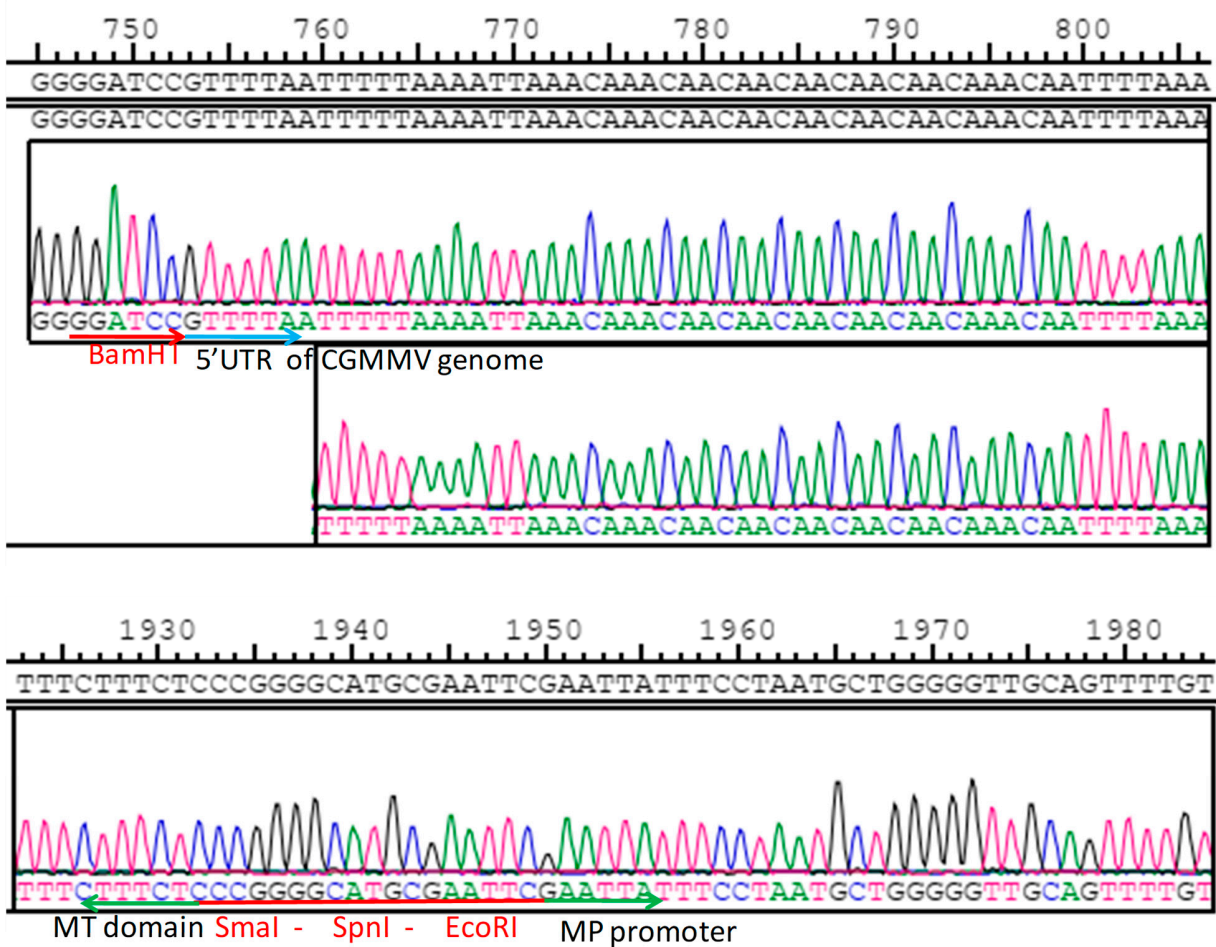 750 760 770 780 790 800
GGGGATCCGTTTTAATTTTTAAAATTAAACAAACAACAACAACAACAACAAACAATTTTAAA
GGGGATCCGTTTTAATTTTTAAAATTAAACAAACAACAACAACAACAACAAACAATTTTAAA
GGGGATCCGTTTTAATTTTTAAAATTAAACAAACAACAACAACAACAACAAACAATTTTAAA
BamHI 5’UTR of CGMMV genome
TTTTTAAAATTAAACAAACAACAACAACAACAACAAACAATTTTAAA
1930 1940 1950 1960 1970 1980
TTTCTTTCTCCCGGGGCATGCGAATTCGAATTATTTCCTAATGCTGGGGGTTGCAGTTTTGT
TTTCTTTCTCCCGGGGCATGCGAATTCGAATTATTTCCTAATGCTGGGGGTTGCAGTTTTGT
MT domain SmaI - SpnI - EcoRI MP promoter